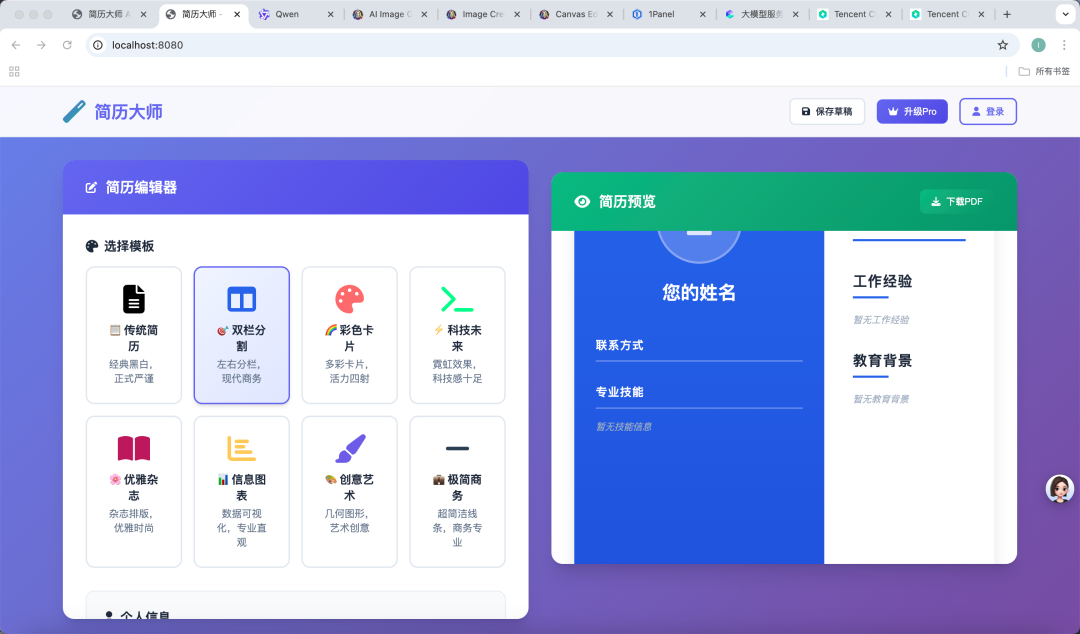 简历大师 A
简历大师 -
Qwen
AI Image G
Image Cre
Canvas Ed
1Panel
大模型服务
Tencent C
Tencent C
localhost:8080
所有书签
简历大师
保存草稿
升级Pro
登录
简历编辑器
选择模板
传统简
历
经典黑白,
正式严谨
双栏分
割
左右分栏,
现代商务
彩色卡
片
多彩卡片,
活力四射
科技未
来
霓虹效果,
科技感十足
优雅杂
志
杂志排版,
优雅时尚
信息图
表
数据可视
化，专业直
观
创意艺
术
几何图形,
艺术创意
极简商
务
超简洁线
条，商务专
业
个人信息
简历预览
下载PDF
您的姓名
联系方式
专业技能
暂无技能信息
工作经验
暂无工作经验
教育背景
暂无教育背景